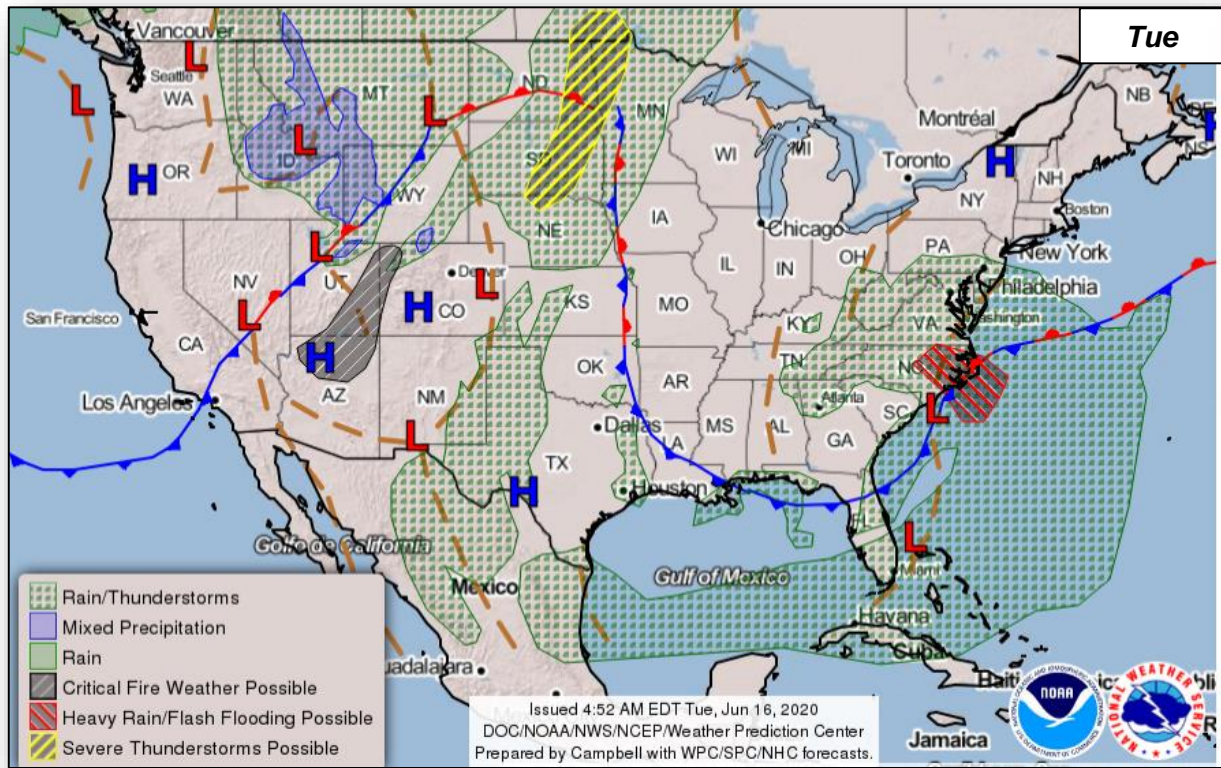 Tue
Vancouver
L
Seattle
WA
L
MT
L
ND
MN
Montréal
NB
NS
H
OR
L
ID
WY
SD
WI
MI
Toronto
H
NH
NY
Boston
NE
IA
Chicago
New York
NV
L
UT
Denver
L
H
CO
KS
MO
IL
IN
OH
PA
Philadelphia
Washington
San Francisco
CA
L
H
AZ
NM
OK
AR
KY
TN
VA
NC
Los Angeles
L
Dallas
LA
MS
AL
Atlanta
GA
SC
L
TX
H
Houston
FL
L
Miami
Golfo de California
Mexico
Gulf of Mexico
Havana
Cuba
Jamaica
Rain/Thunderstorms
Mixed Precipitation
Rain
Critical Fire Weather Possible
Heavy Rain/Flash Flooding Possible
Severe Thunderstorms Possible
Issued 4:52 AM EDT Tue, Jun 16, 2020
DOC/NOAA/NWS/NCEP/Weather Prediction Center
Prepared by Campbell with WPC/SPC/NHC forecasts.
NOAA
NATIONAL WEATHER SERVICE